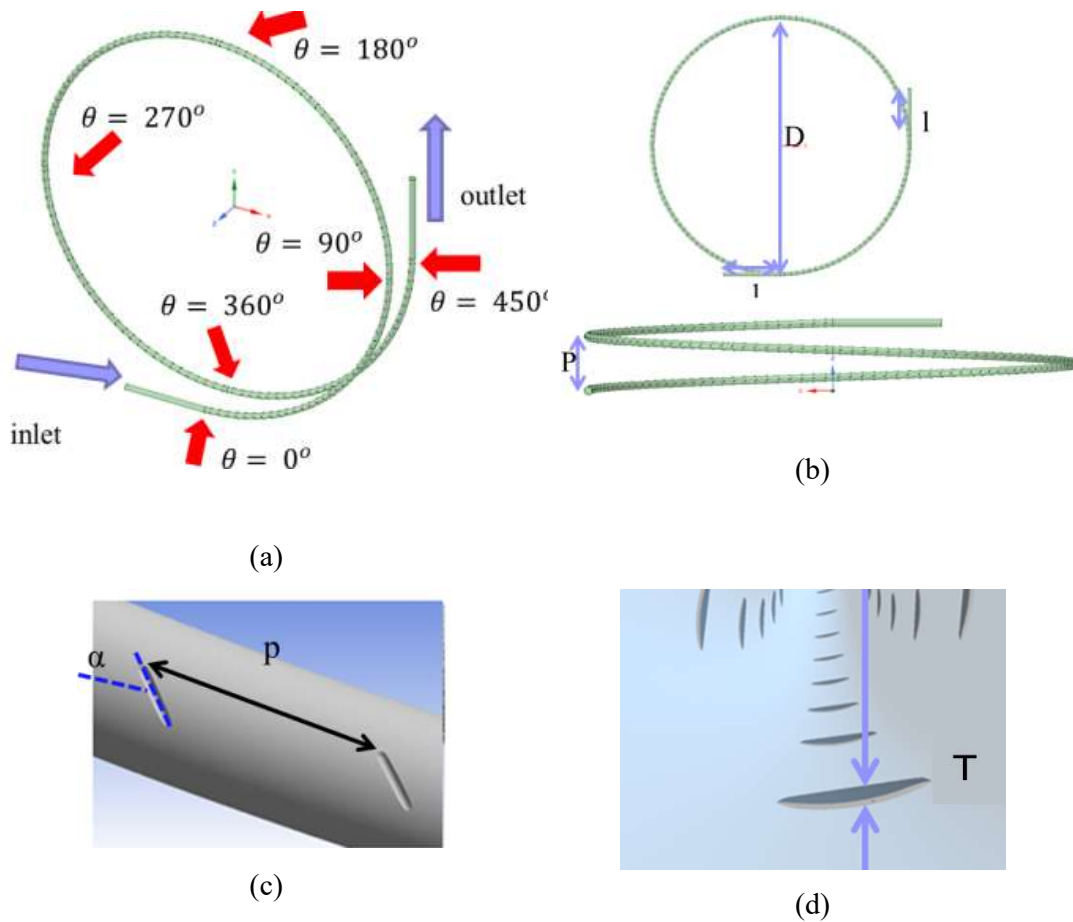 θ = 180°
θ = 270°
outlet
θ = 90°
θ = 360°
θ = 450°
inlet
θ = 0°
(a)
D
l
l
P
(b)
α
p
(c)
T
(d)